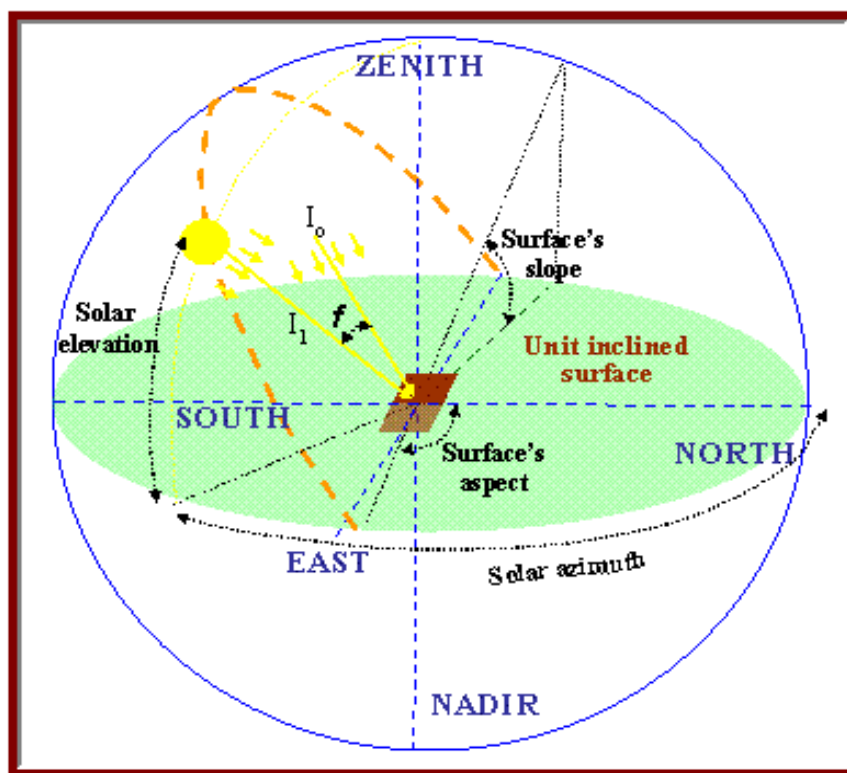 ZENITH
Io
Surface's
slope
Solar
elevation
I1
f
Unit inclined
surface
SOUTH
Surface's
aspect
NORTH
EAST
Solar azimuth
NADIR